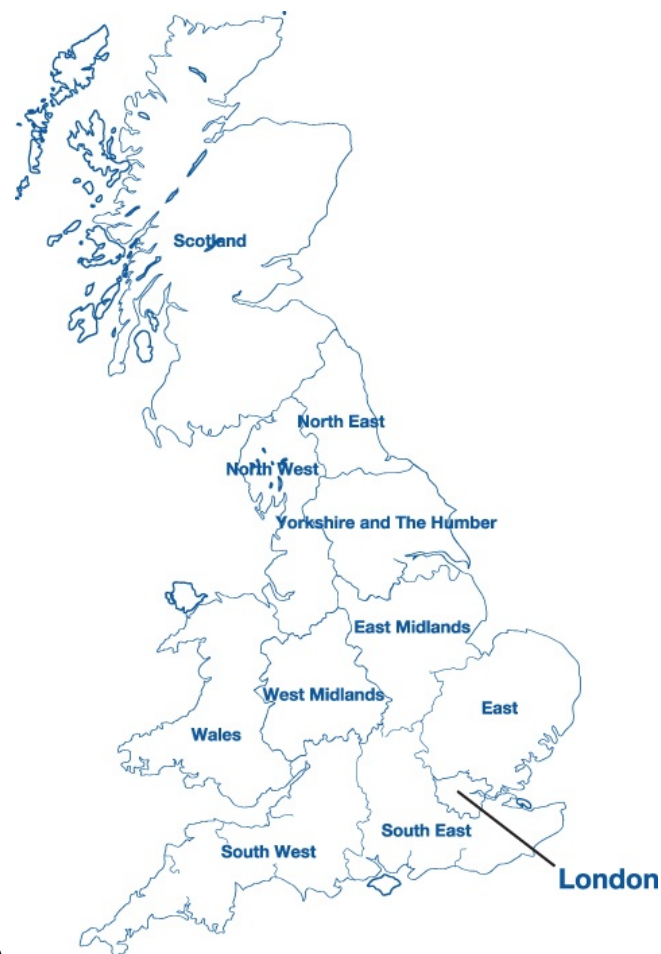 Scotland
North East
North West
Yorkshire and The Humber
East Midlands
West Midlands
East
Wales
South East
South West
London